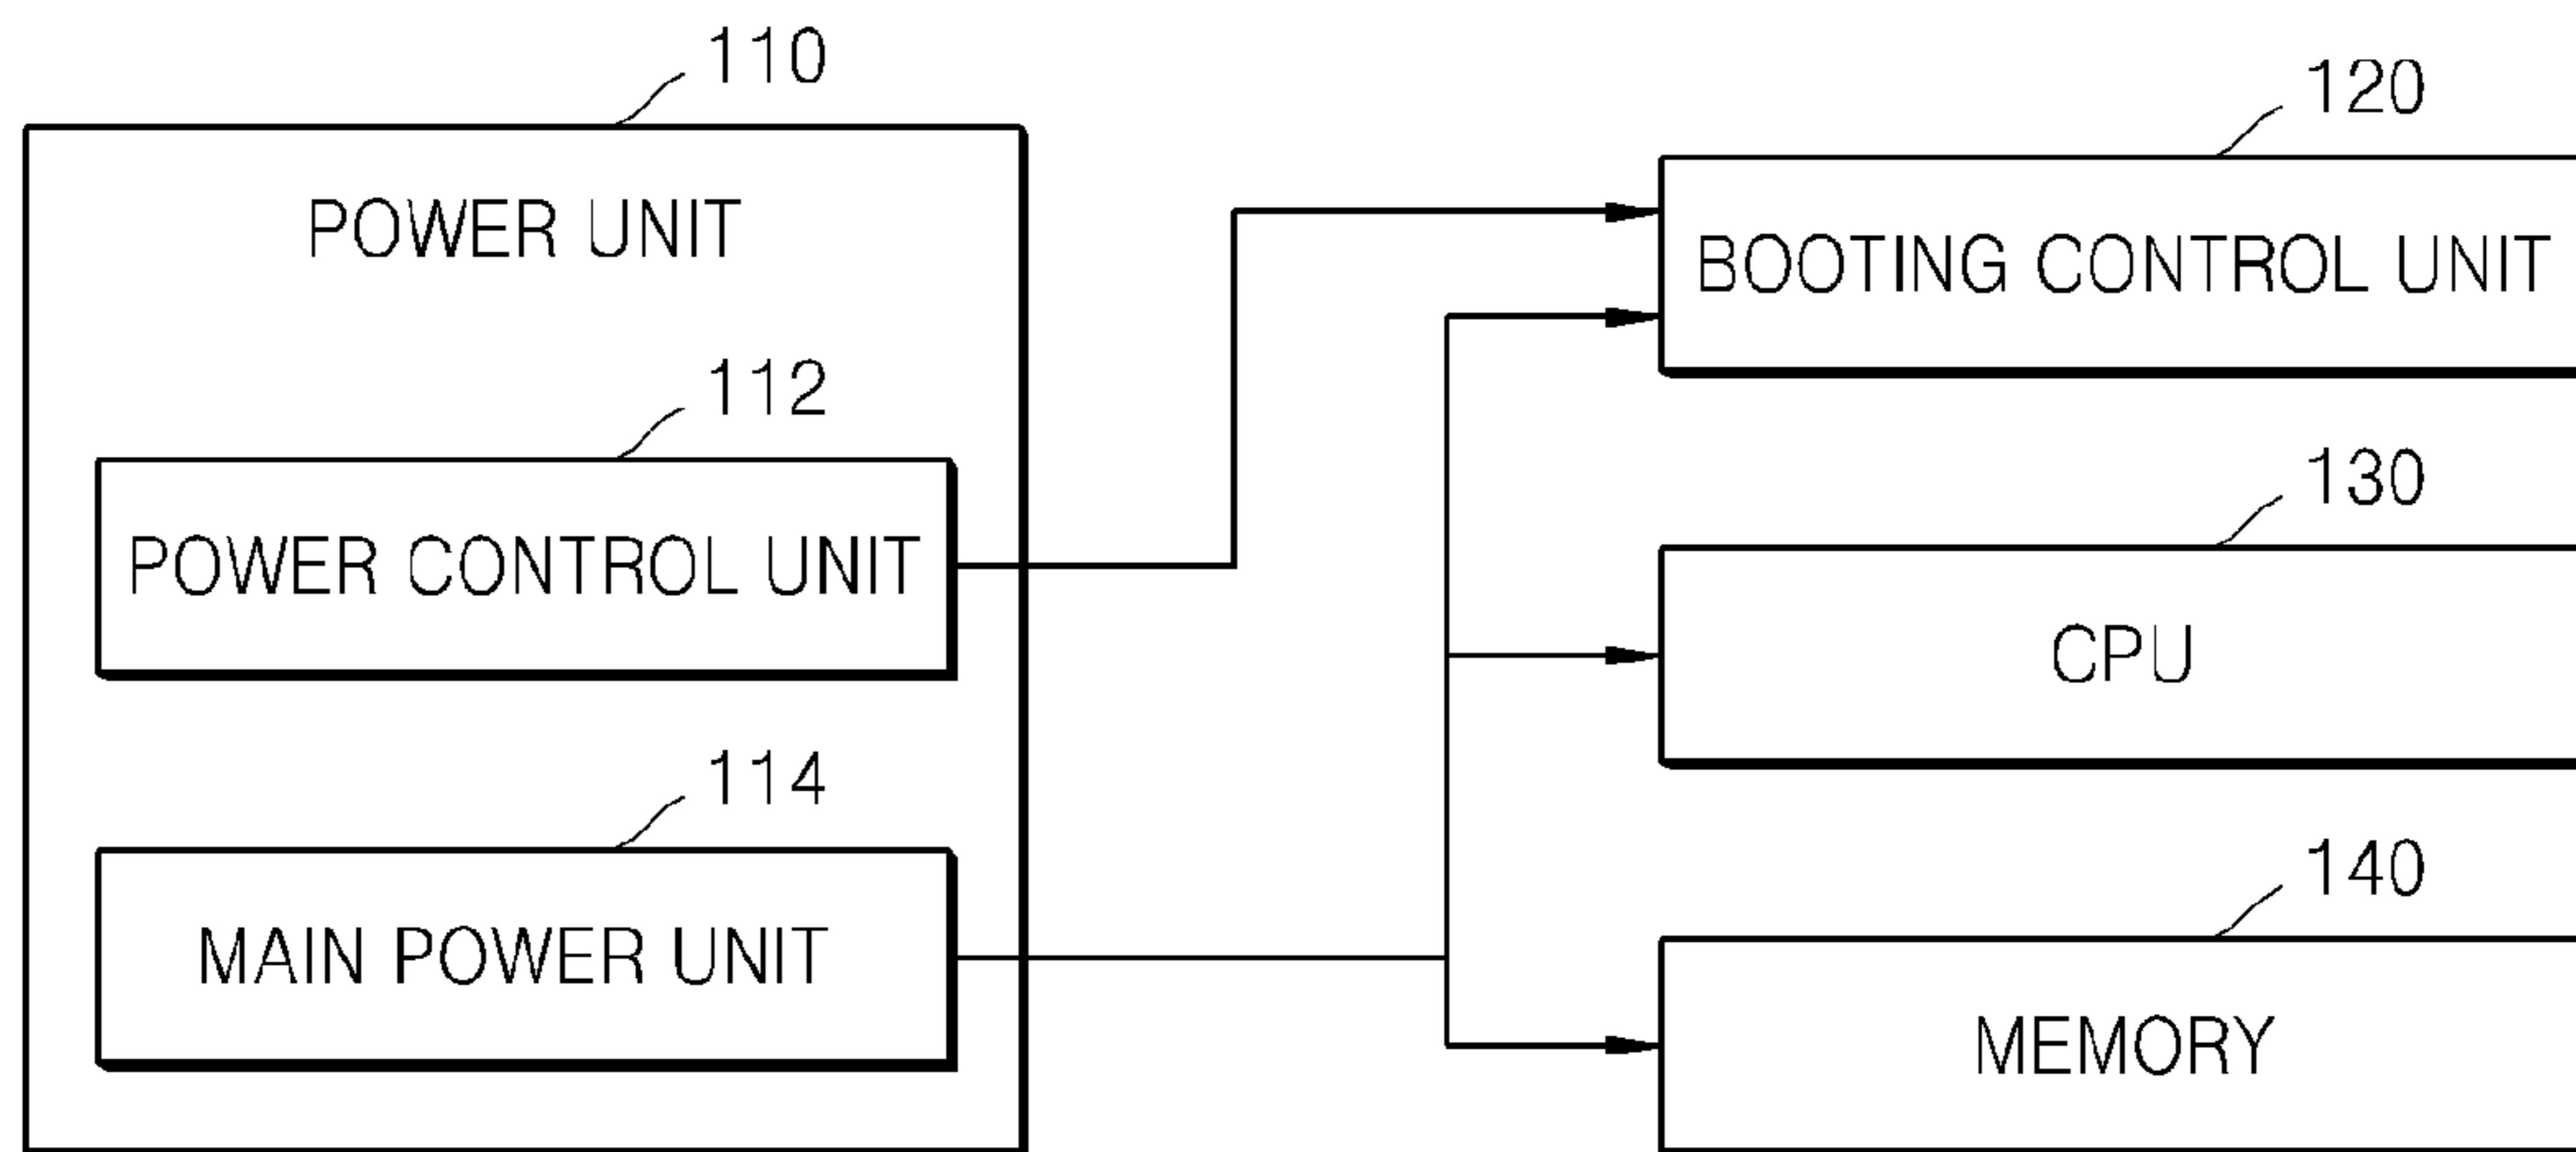 110
POWER UNIT
112
POWER CONTROL UNIT
114
MAIN POWER UNIT
120
BOOTING CONTROL UNIT
130
CPU
140
MEMORY